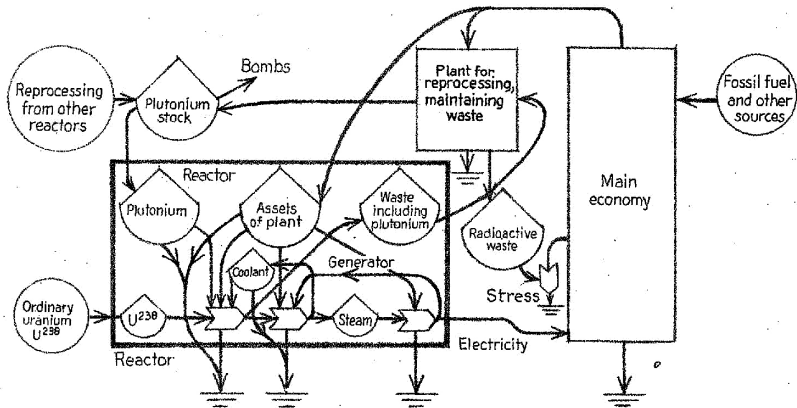 Bombs
Reprocessing
from other
reactors
Plutonium
stock
Plant for
reprocessing,
maintaining
waste
Fossil fuel
and other
sources
Main
economy
Reactor
Plutonium
Assets
of plant
Waste
including
plutonium
Radioactive
waste
Coolant
Generator
Stress
Ordinary
uranium
U²³⁸
U²³⁸
Steam
Electricity
Reactor